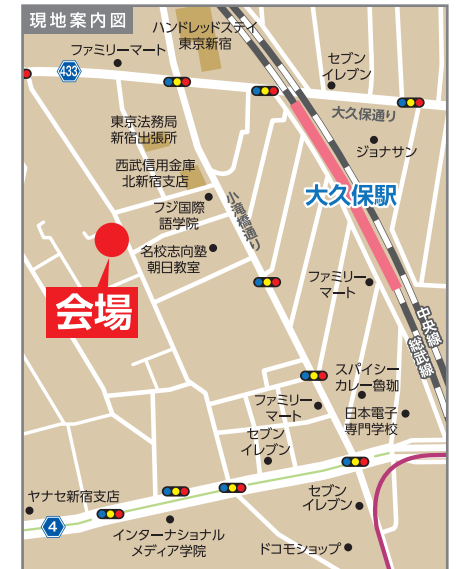 現地案内図
ハンドレッドステイ
東京新宿
ファミリーマート
セブン
イレブン
433
大久保通り
東京法務局
新宿出張所
ジョナサン
西武信用金庫
北新宿支店
大久保駅
フジ国際
語学院
小滝橋通り
名校志向塾
朝日教室
会場
ファミリー
マート
中央線
総武線
スパイシー
カレー魯珈
ファミリー
マート
日本電子
専門学校
セブン
イレブン
ヤナセ新宿支店
セブン
イレブン
4
インターナショナル
メディア学院
ドコモショップ